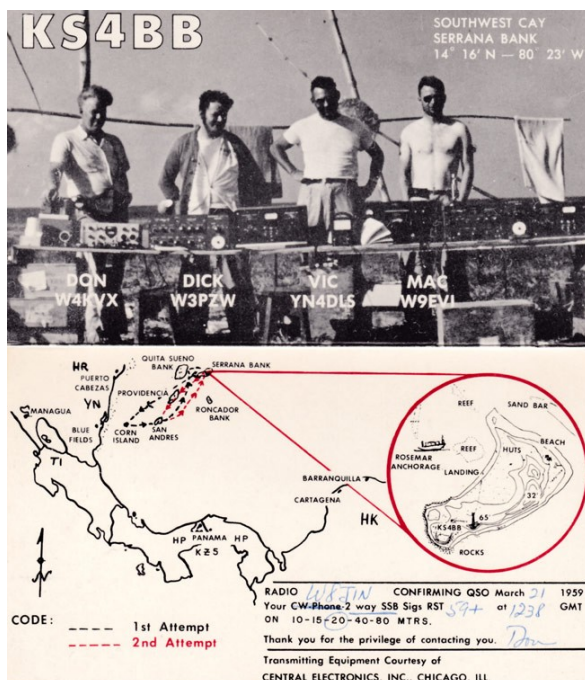 KS4BB
SOUTHWEST CAY
SERRANA BANK
14° 16' N — 80° 23' W
DON
W4KVX
DICK
W3PZW
VIC
YN4DLS
MAC
W9EVI
HR
PUERTO
CABEZAS
YN
MANAGUA
BLUE
FIELDS
TI
QUITA SUENO
BANK
SERRANA BANK
PROVIDENCIA
RONCADOR
BANK
CORN
ISLAND
SAN
ANDRES
BARRANQUILLA
CARTAGENA
HK
HP
PANAMA
HP
KZ5
N
REEF
SAND BAR
REEF
HUTS
BEACH
ROSEMAR
ANCHORAGE
LANDING
32'
65'
KS4BB
ROCKS
CODE:
1st Attempt
2nd Attempt
RADIO W8JIN CONFIRMING QSO March 21 1959
Your CW-Phone-2 way SSB Sigs RST 59+ at 1238 GMT
ON 10-15-20-40-80 MTRS.
Thank you for the privilege of contacting you. Don
Transmitting Equipment Courtesy of
CENTRAL ELECTRONICS, INC., CHICAGO, ILL.